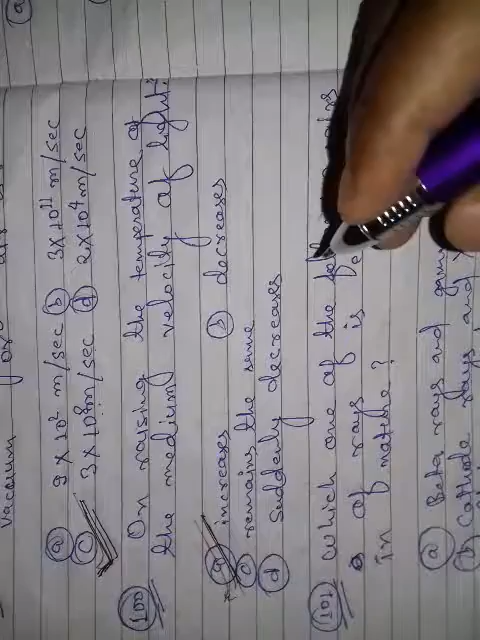 vacuum
(a) 9 x 10² m/sec (b) 3 x 10¹¹ m/sec
(c) 3 x 10⁸ m/sec (d) 2 x 10⁴ m/sec
(100) On raising the temperature of
the medium velocity of light:
(a) increases (b) decreases
(c) remains the same
(d) Suddenly decreases
(101) Which one of the
of rays is
in nature?
(a) Beta rays and
(b) Cathode rays and